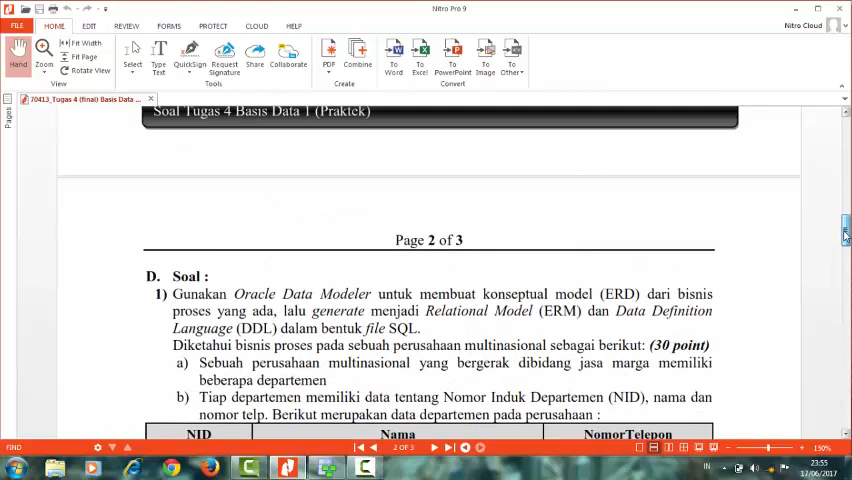 Nitro Pro 9
FILE HOME EDIT REVIEW FORMS PROTECT CLOUD HELP
Nitro Cloud
Hand
Zoom
Fit Width
Fit Page
Rotate View
View
Select
Type Text
QuickSign
Request Signature
Share
Collaborate
Tools
PDF
Combine
Create
To Word
To Excel
To PowerPoint
To Image
To Other
Convert
70413_Tugas 4 (final) Basis Data ...
Pages
Soal Tugas 4 Basis Data 1 (Praktek)
Page 2 of 3
D. Soal :
1) Gunakan Oracle Data Modeler untuk membuat konseptual model (ERD) dari bisnis
proses yang ada, lalu generate menjadi Relational Model (ERM) dan Data Definition
Language (DDL) dalam bentuk file SQL.
Diketahui bisnis proses pada sebuah perusahaan multinasional sebagai berikut: (30 point)
a) Sebuah perusahaan multinasional yang bergerak dibidang jasa marga memiliki
beberapa departemen
b) Tiap departemen memiliki data tentang Nomor Induk Departemen (NID), nama dan
nomor telp. Berikut merupakan data departemen pada perusahaan :
NID Nama NomorTelepon
FIND
2 OF 3
150%
IN
23:55
17/06/2017